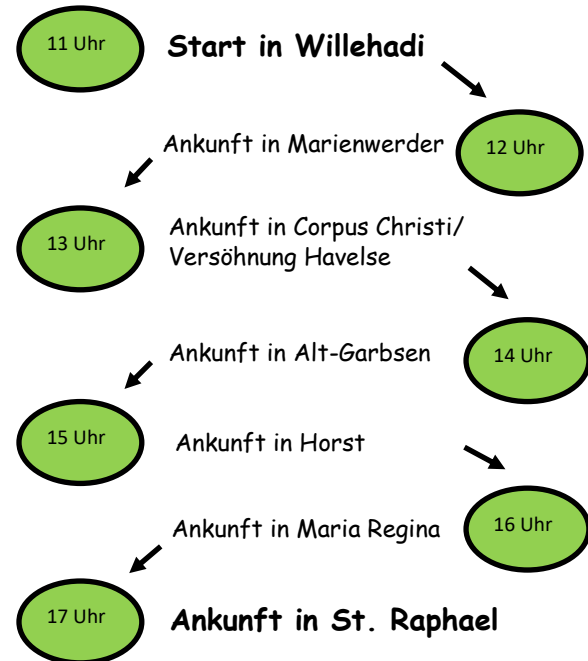 11 Uhr Start in Willehadi
Ankunft in Marienwerder 12 Uhr
13 Uhr Ankunft in Corpus Christi/
Versöhnung Havelse
Ankunft in Alt-Garbsen 14 Uhr
15 Uhr Ankunft in Horst
Ankunft in Maria Regina 16 Uhr
17 Uhr Ankunft in St. Raphael